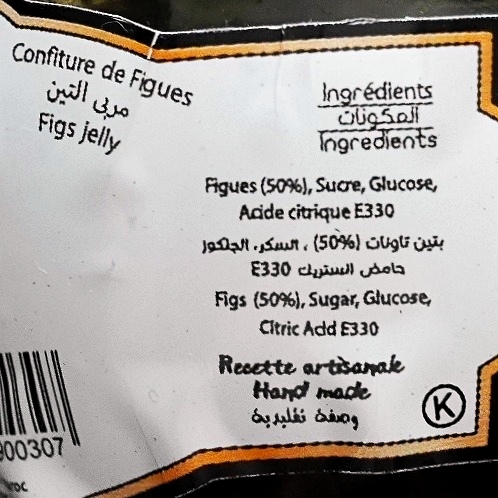 Confiture de Figues
مربى التين
Figs jelly
Ingrédients
المكونات
Ingredients
Figues (50%), Sucre, Glucose,
Acide citrique E330
بتين تاونات (50%) ، السكر، الجلكوز
حامض الستريك E330
Figs (50%), Sugar, Glucose,
Citric Acid E330
Recette artisanale
Hand made
وصفة تقليدية
K
00307